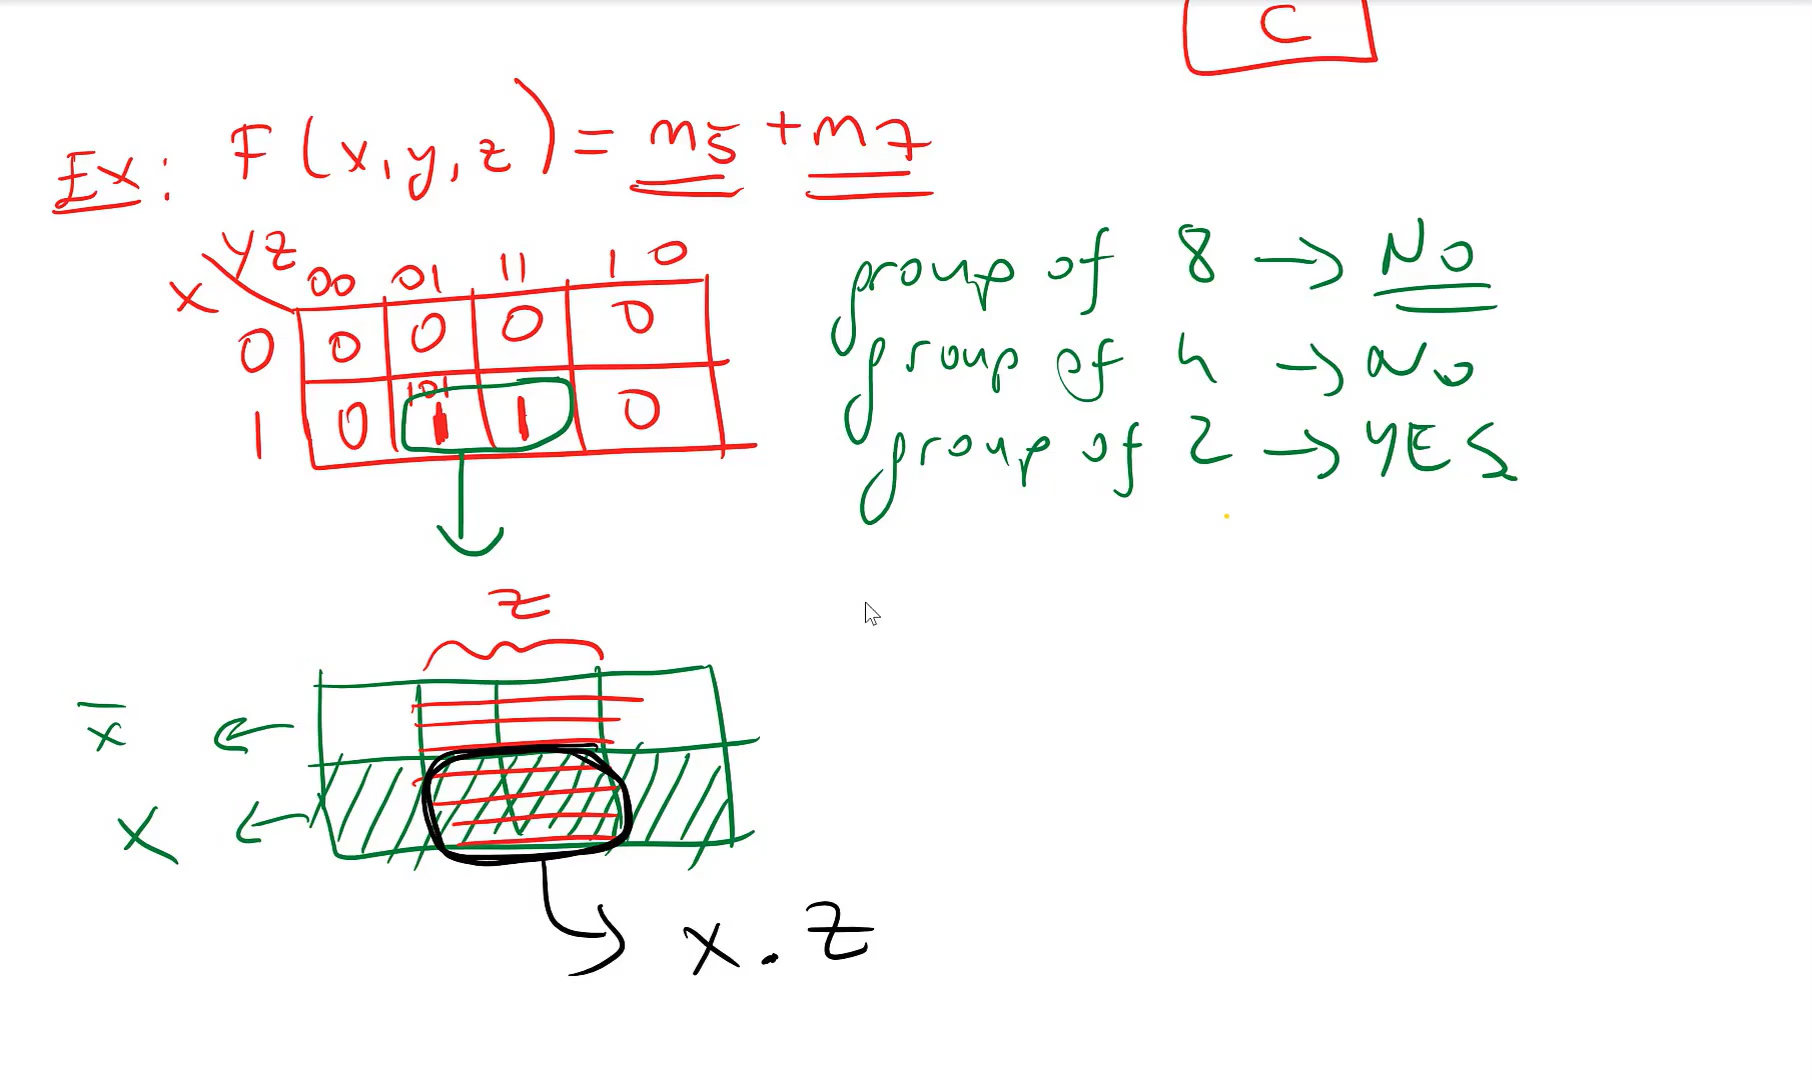 C
Ex: F(x,y,z) = m5 + m7
yz
x
00 01 11 10
0 0 0 0 0
101
1 0 1 1 0
group of 8 → No
group of 4 → No
group of 2 → YES
z
x̅ ←
x ←
x . z